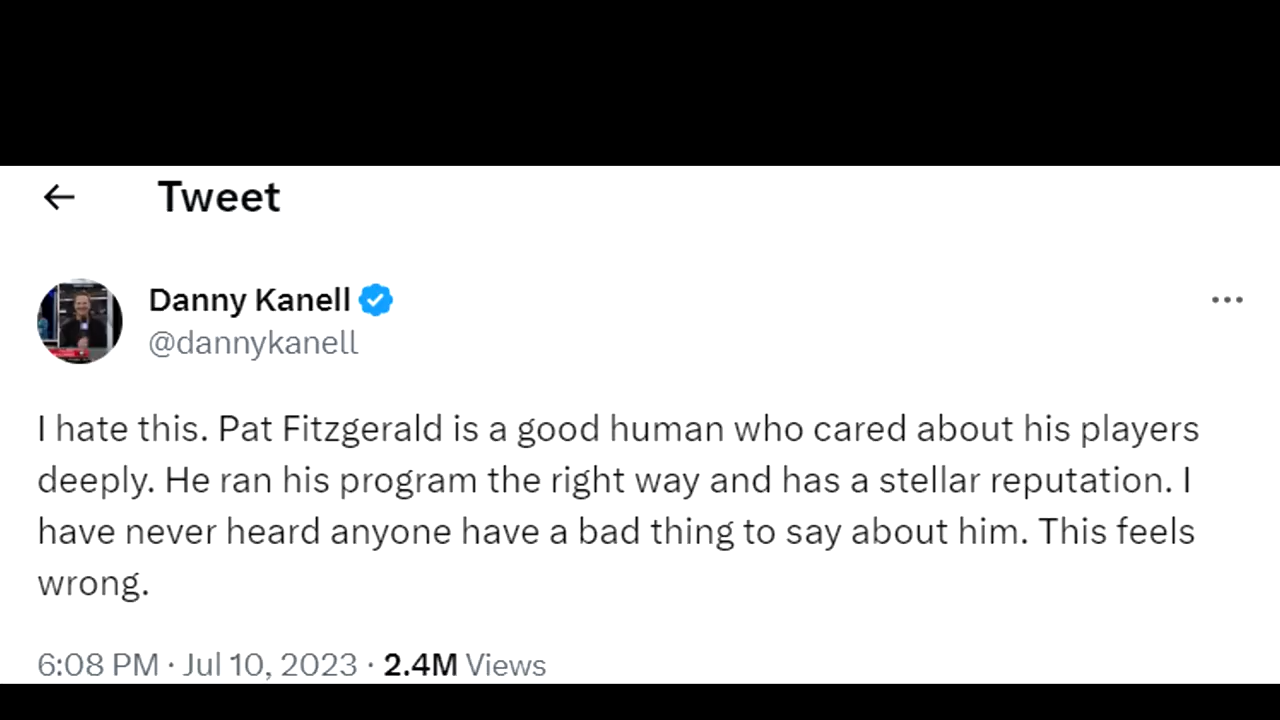 Tweet
Danny Kanell
@dannykanell
I hate this. Pat Fitzgerald is a good human who cared about his players
deeply. He ran his program the right way and has a stellar reputation. I
have never heard anyone have a bad thing to say about him. This feels
wrong.
6:08 PM · Jul 10, 2023 · 2.4M Views